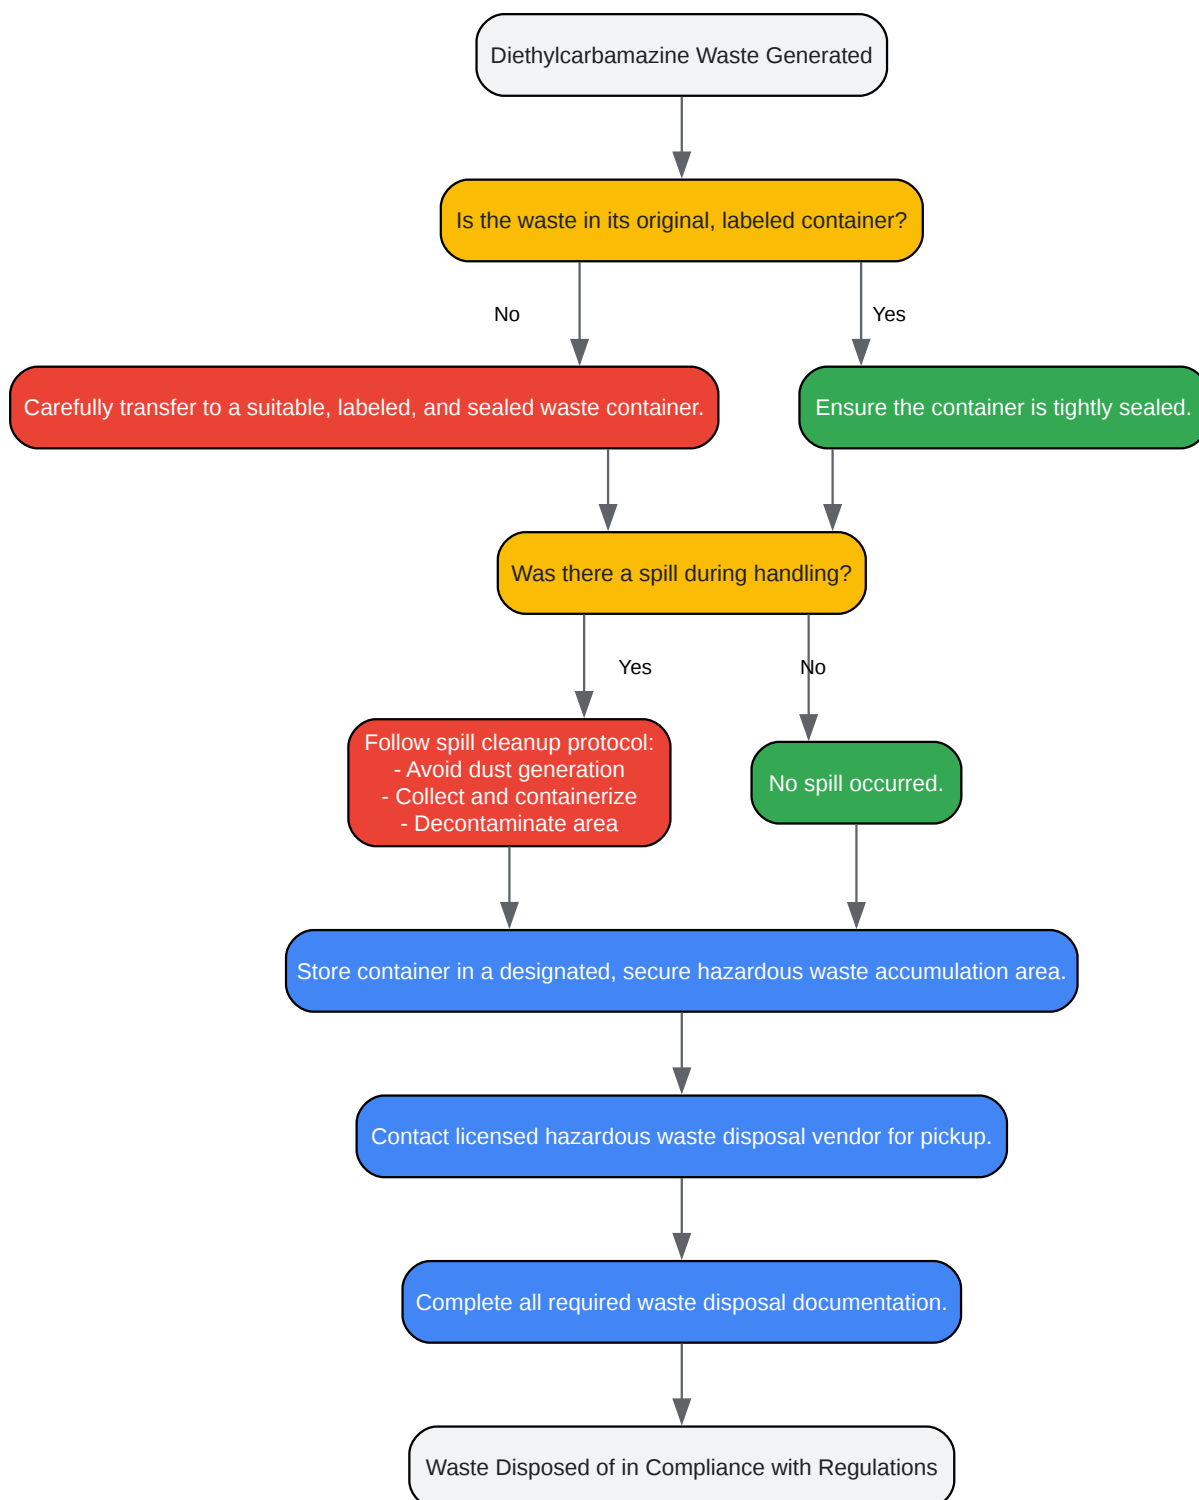 Diethylcarbamazine Waste Generated
Is the waste in its original, labeled container?
No
Yes
Carefully transfer to a suitable, labeled, and sealed waste container.
Ensure the container is tightly sealed.
Was there a spill during handling?
Yes
No
Follow spill cleanup protocol:
- Avoid dust generation
- Collect and containerize
- Decontaminate area
No spill occurred.
Store container in a designated, secure hazardous waste accumulation area.
Contact licensed hazardous waste disposal vendor for pickup.
Complete all required waste disposal documentation.
Waste Disposed of in Compliance with Regulations